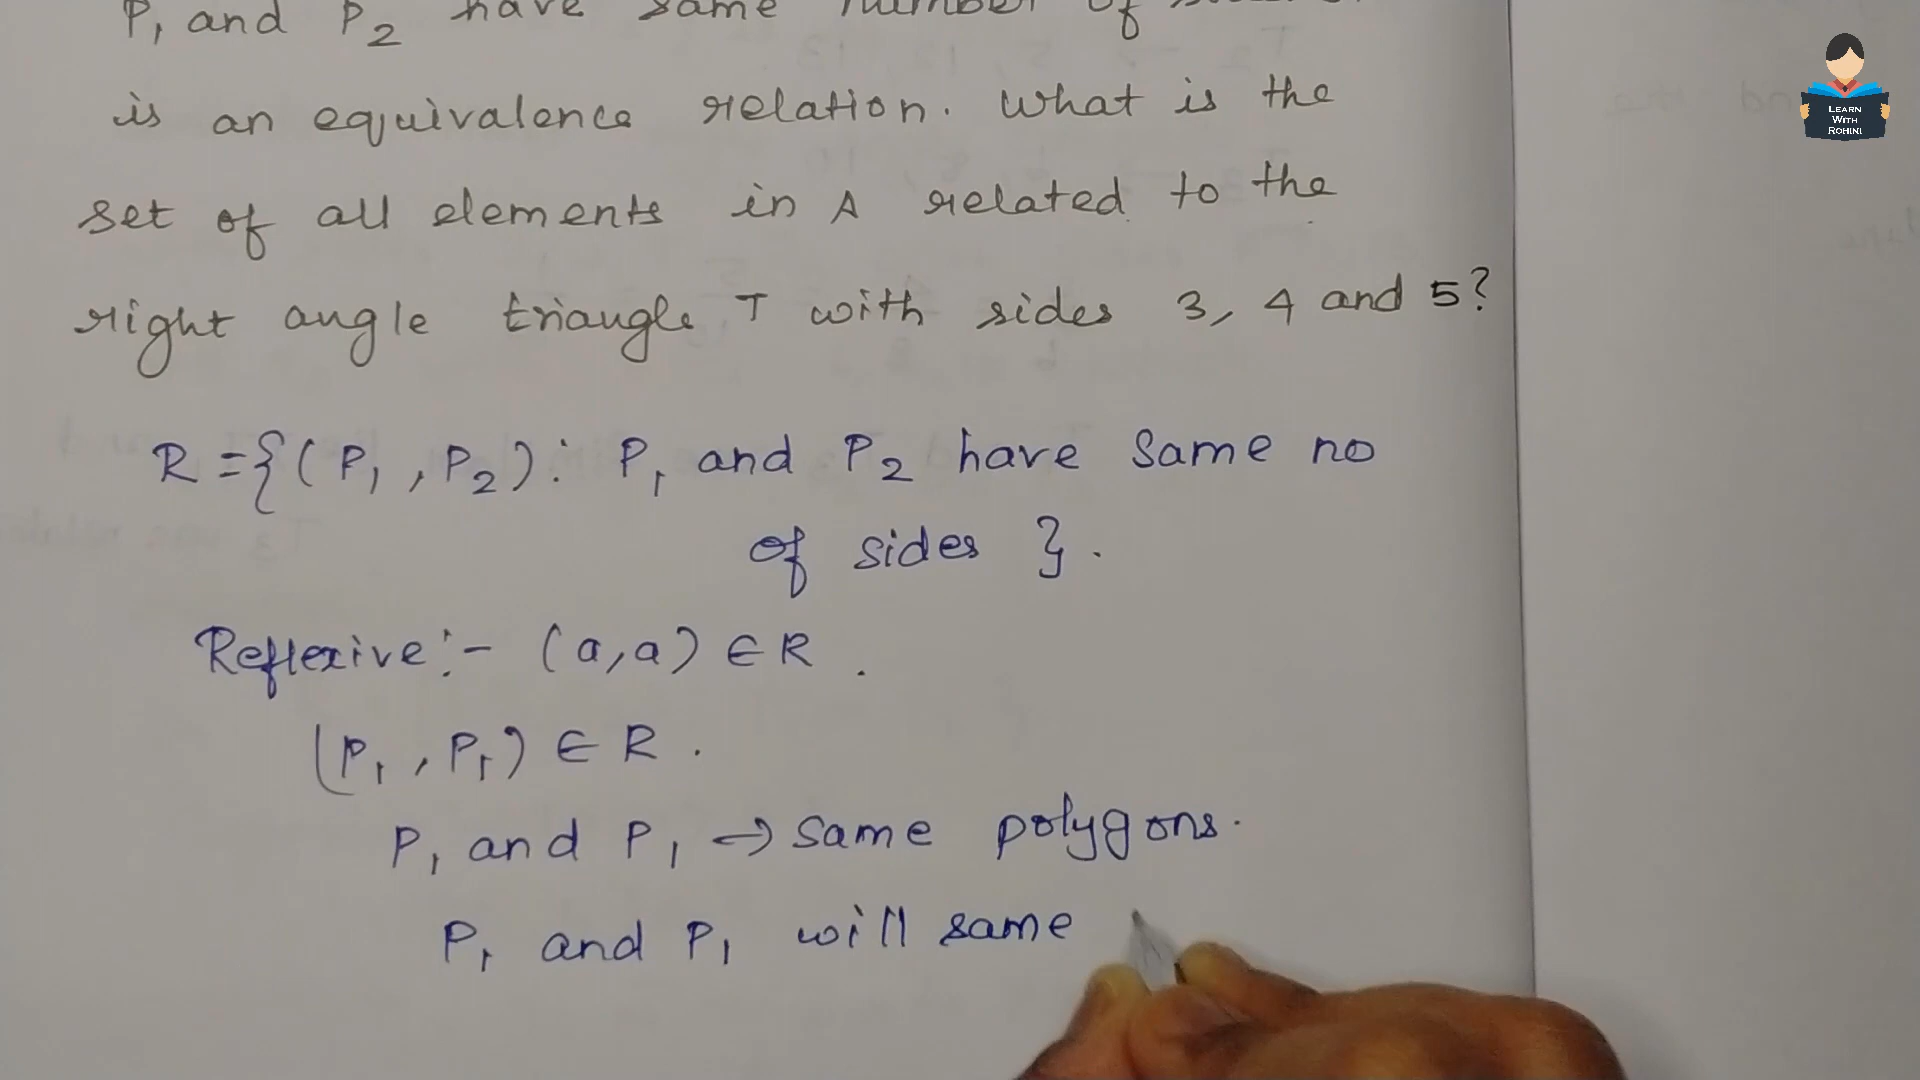 P1 and P2 have same number of
is an equivalence relation. What is the
set of all elements in A related to the
right angle triangle T with sides 3, 4 and 5?
R = {(P1, P2): P1 and P2 have same no
of sides }.
Reflexive:- (a,a) ∈ R.
(P1, P1) ∈ R.
P1 and P1 → same polygons.
P1 and P1 will same
LEARN
WITH
ROHINI